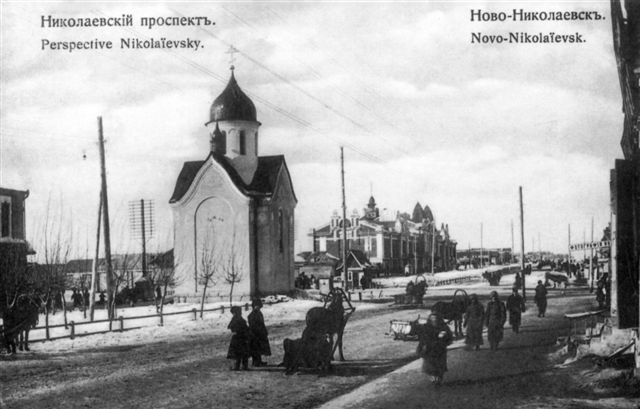 Николаевскій проспектъ.
Perspective Nikolaïevsky.
Ново-Николаевскъ.
Novo-Nikolaïevsk.